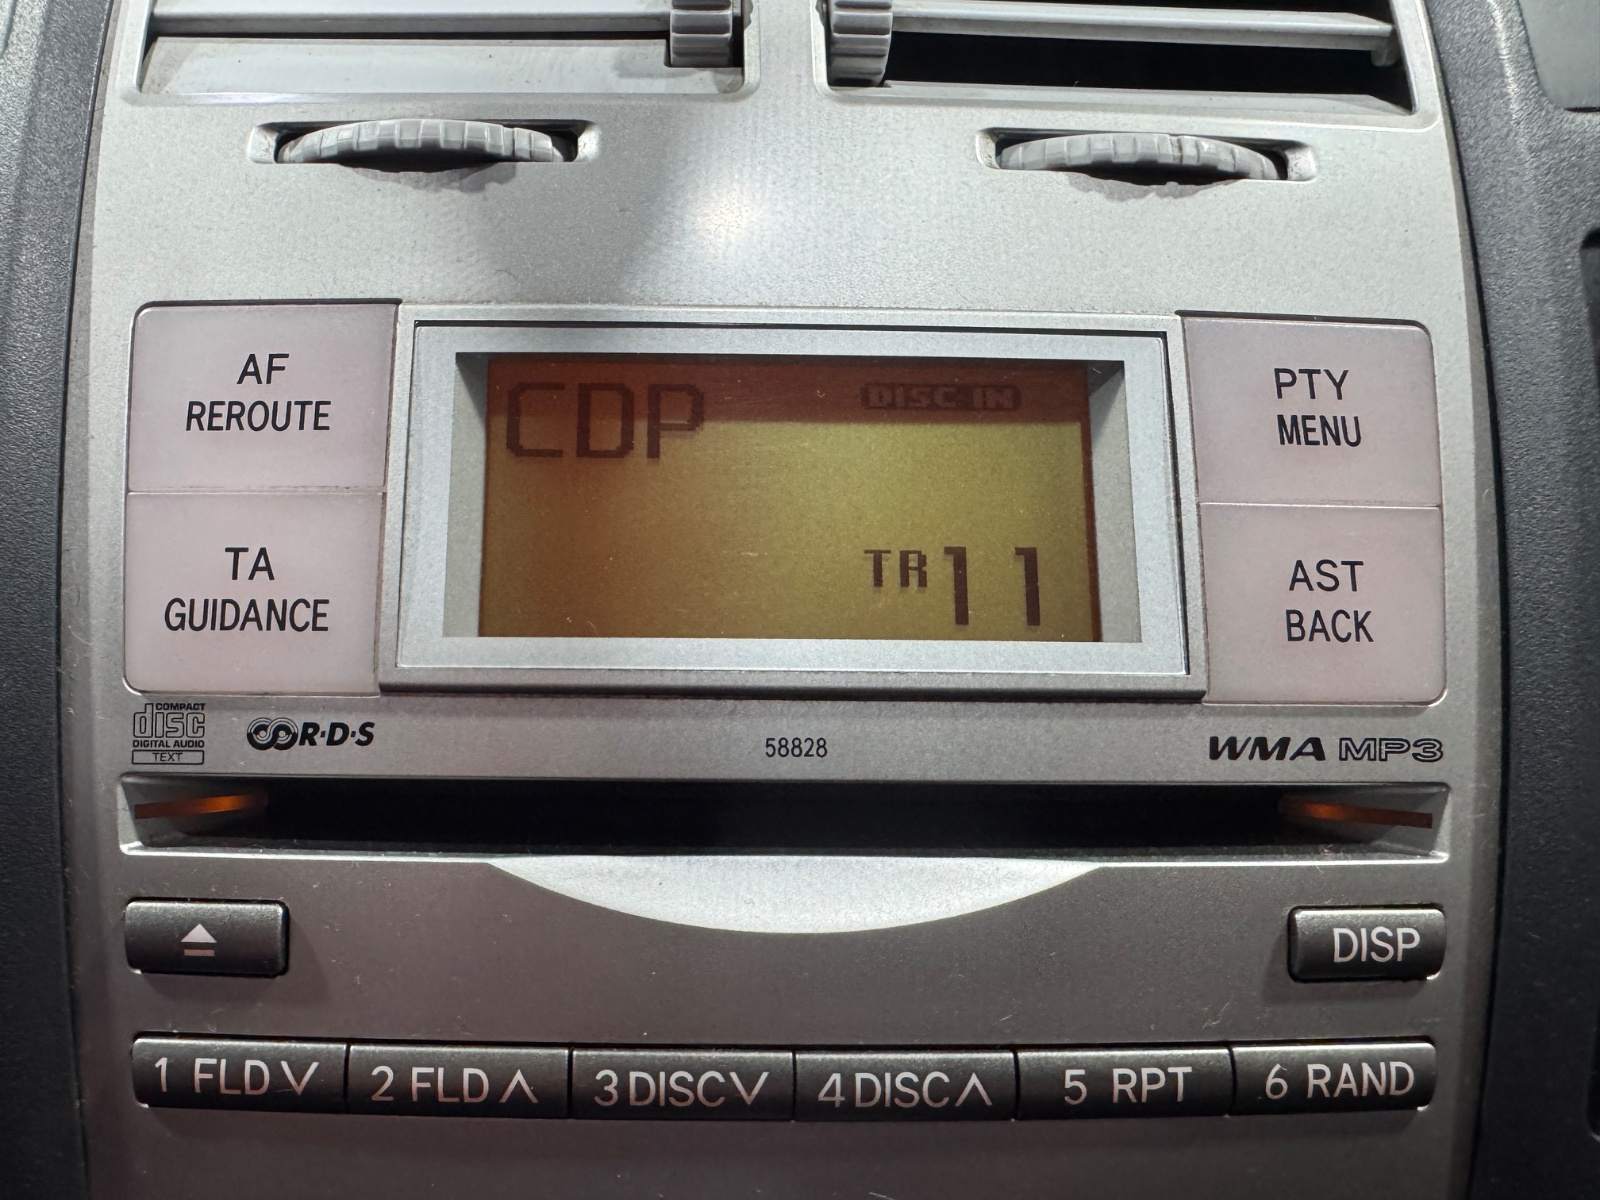 AF
REROUTE
CDP DISC IN
PTY
MENU
TA
GUIDANCE
TR 11
AST
BACK
COMPACT
disc
DIGITAL AUDIO
TEXT
R·D·S
58828
WMA MP3
DISP
1 FLD ∨
2 FLD ∧
3 DISC ∨
4 DISC ∧
5 RPT
6 RAND